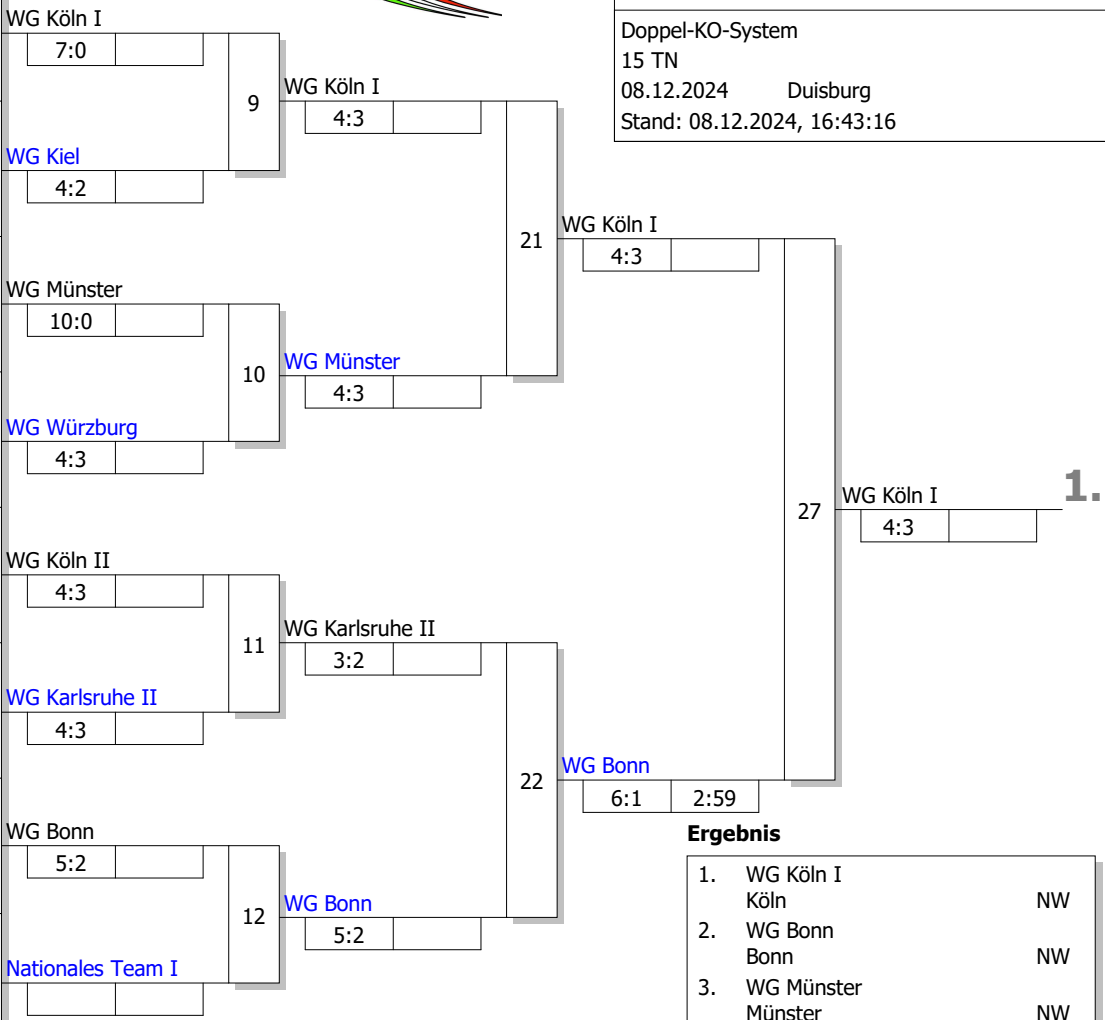 WG Köln I
7:0
9
WG Kiel
4:2
WG Köln I
4:3
WG Münster
10:0
10
WG Würzburg
4:3
WG Münster
4:3
21
WG Köln I
4:3
WG Köln II
4:3
11
WG Karlsruhe II
4:3
WG Karlsruhe II
3:2
WG Bonn
5:2
12
Nationales Team I
WG Bonn
5:2
22
WG Bonn
6:1 2:59
27
WG Köln I
4:3
1.
Doppel-KO-System
15 TN
08.12.2024 Duisburg
Stand: 08.12.2024, 16:43:16
Ergebnis
1. WG Köln I
Köln NW
2. WG Bonn
Bonn NW
3. WG Münster
Münster NW